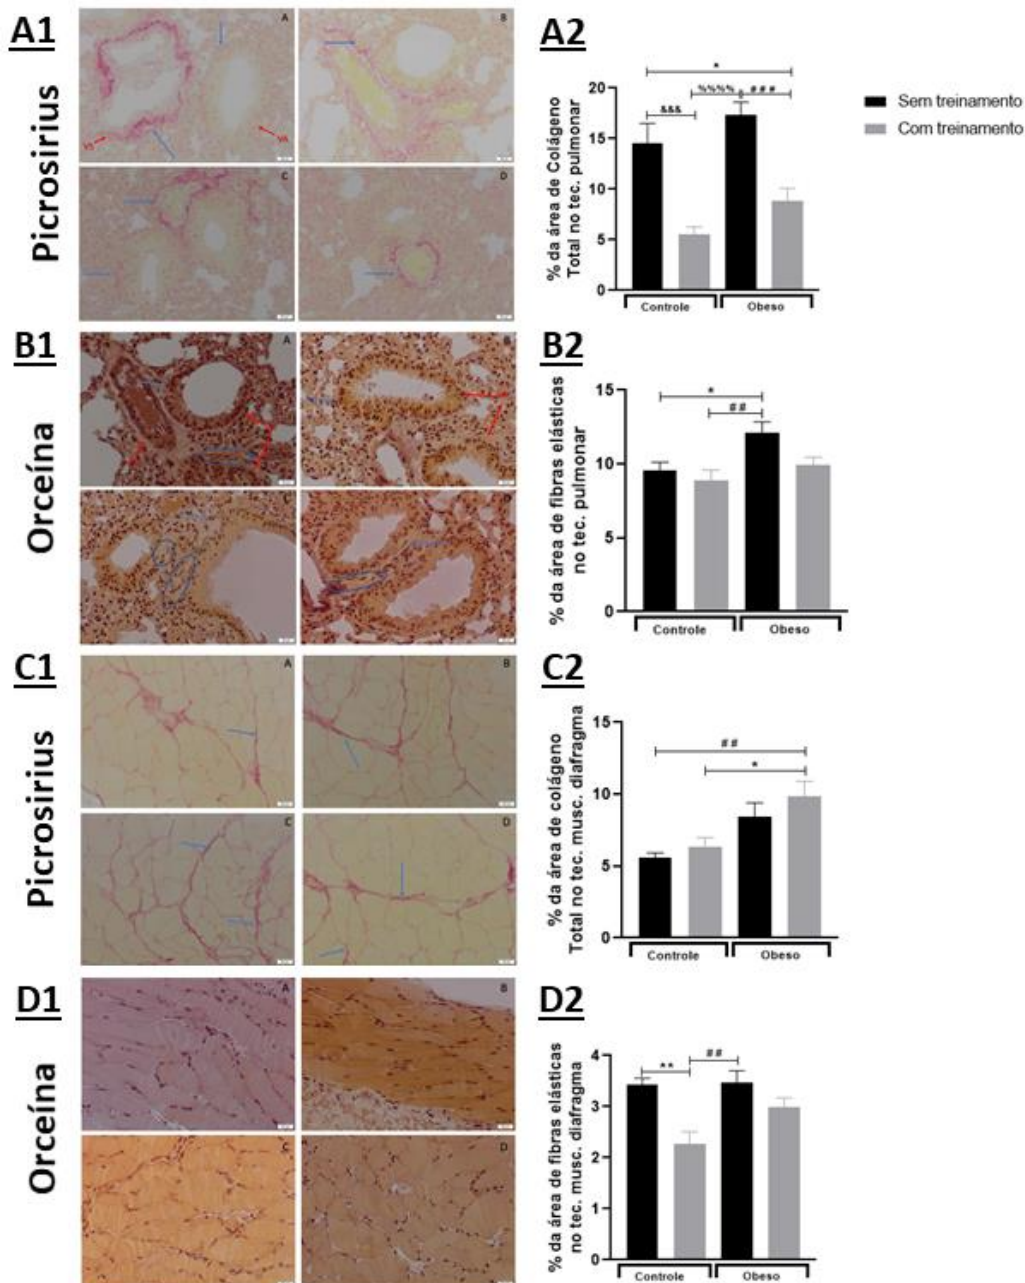 A1
Picrosirius
A
B
C
D
VS
VA
A2
% da área de Colágeno
Total no tec. pulmonar
20
15
10
5
0
*
%%%%
###
&&&
Controle
Obeso
Sem treinamento
Com treinamento
B1
Orceína
A
B
C
D
B2
% da área de fibras elásticas
no tec. pulmonar
15
10
5
0
*
##
Controle
Obeso
C1
Picrosirius
A
B
C
D
C2
% da área de colágeno
Total no tec. musc. diafragma
15
10
5
0
##
*
Controle
Obeso
D1
Orceína
A
B
C
D
D2
% da área de fibras elásticas
no tec. musc. diafragma
4
3
2
1
0
**
##
Controle
Obeso